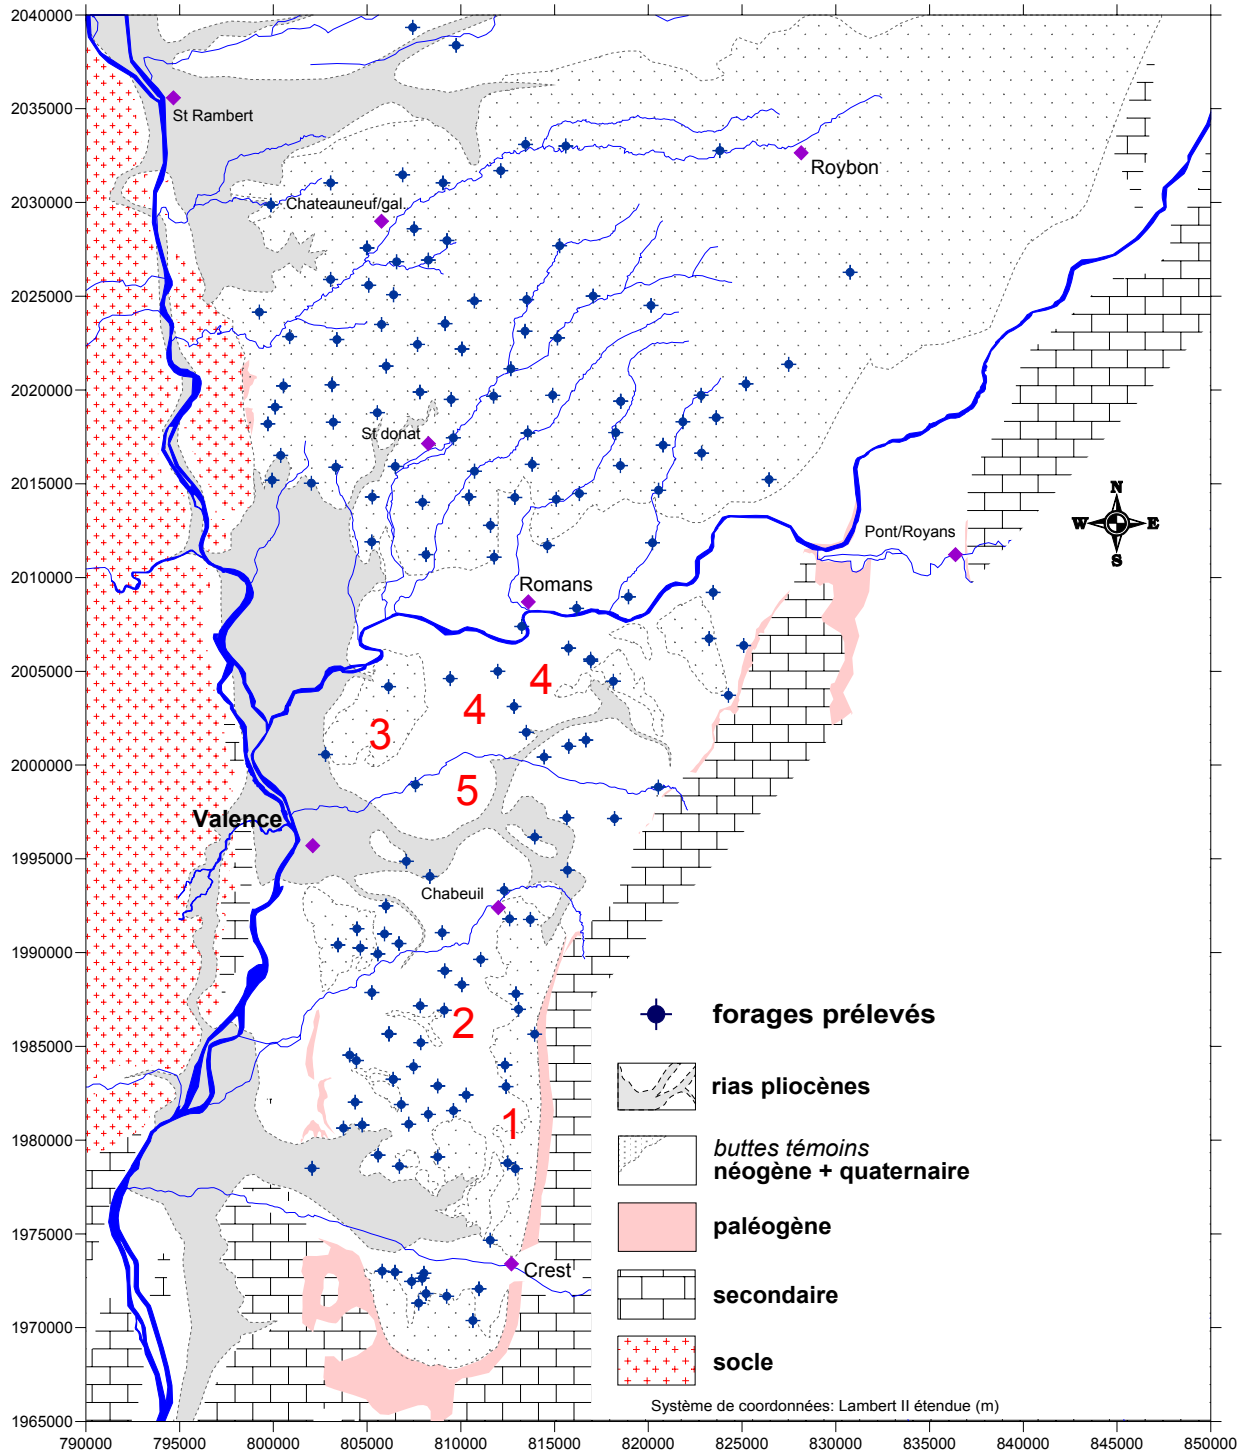 2040000
2035000
2030000
2025000
2020000
2015000
2010000
2005000
2000000
1995000
1990000
1985000
1980000
1975000
1970000
1965000
790000 795000 800000 805000 810000 815000 820000 825000 830000 835000 840000 845000 850000
St Rambert
Roybon
Chateauneuf/gal.
St donat
Pont/Royans
N
W E
S
Romans
4
4
3
5
Valence
Chabeuil
2
1
Crest
forages prélevés
rias pliocènes
buttes témoins
néogène + quaternaire
paléogène
secondaire
socle
Système de coordonnées: Lambert II étendue (m)